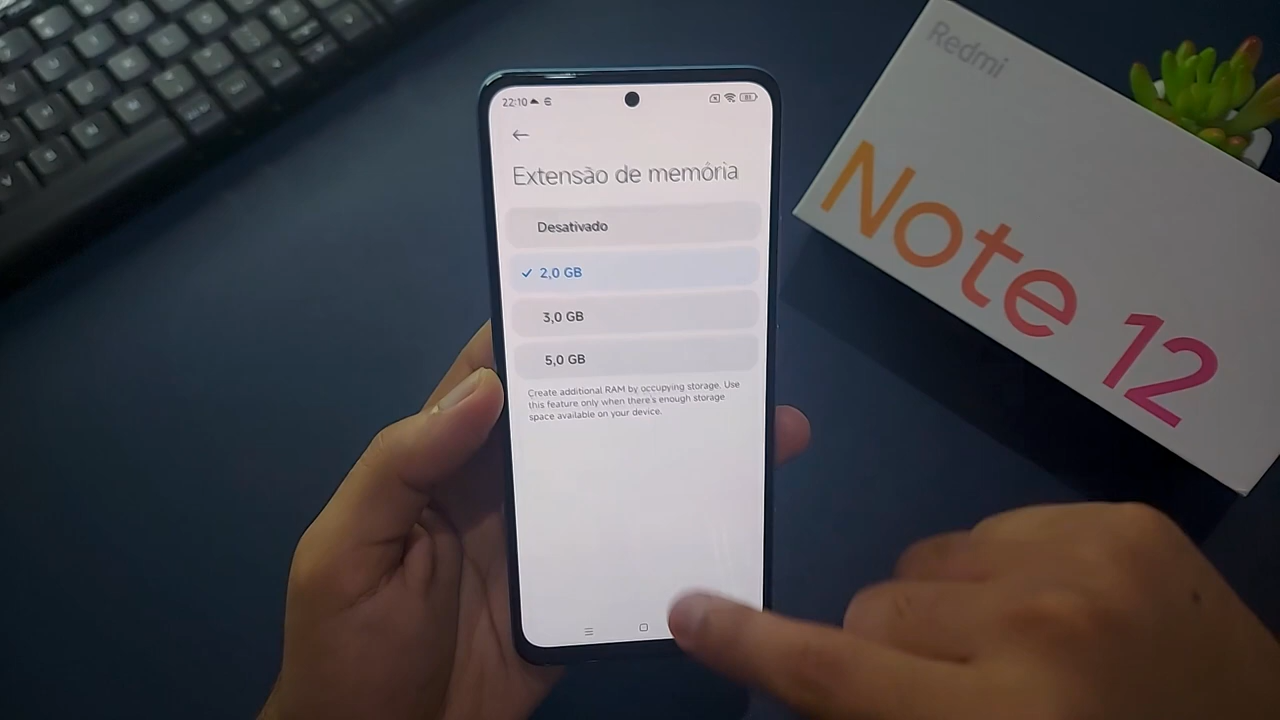 22:10
Extensão de memória
Desativado
2,0 GB
3,0 GB
5,0 GB
Create additional RAM by occupying storage. Use
this feature only when there's enough storage
space available on your device.
Redmi
Note 12